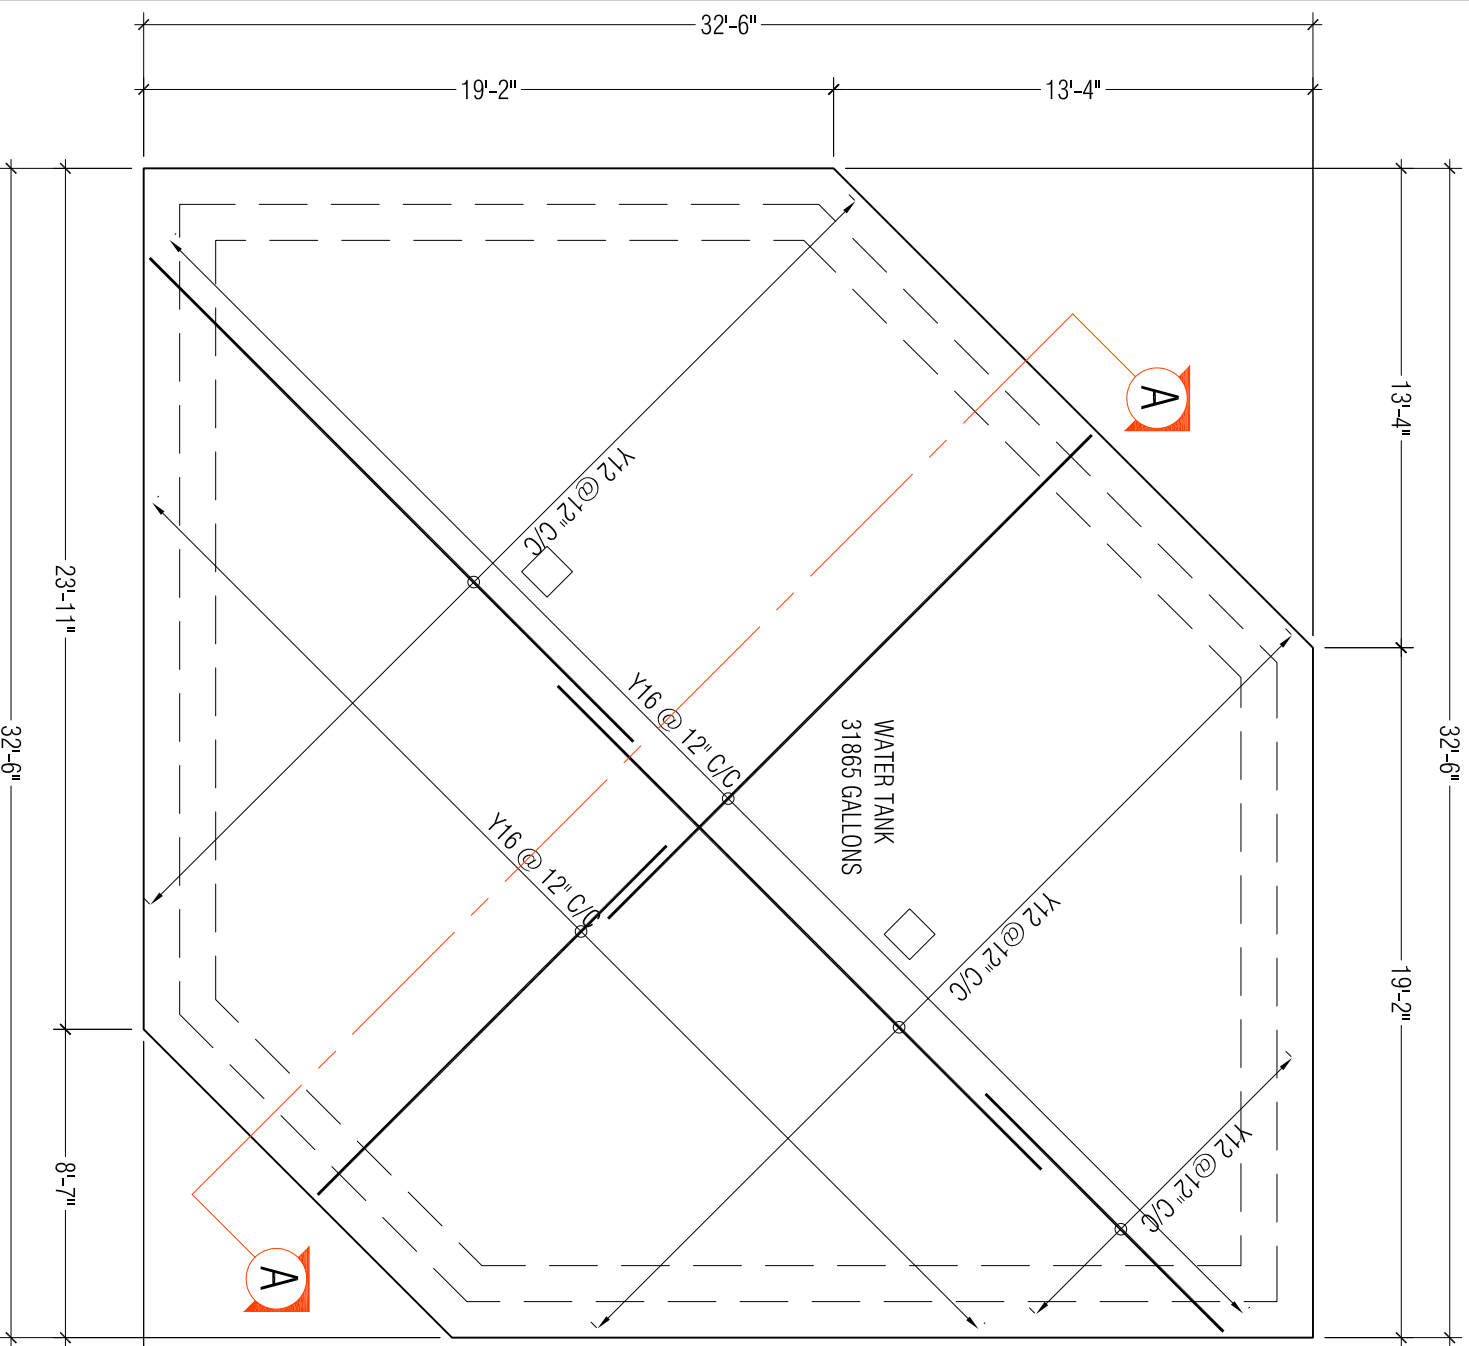 32'-6"
19'-2"
13'-4"
13'-4"
19'-2"
32'-6"
23'-11"
8'-7"
32'-6"
A
Y12 @12" C/C
Y16 @ 12" C/C
WATER TANK
31865 GALLONS
Y16 @ 12" C/C
Y12 @12" C/C
Y12 @12" C/C
A